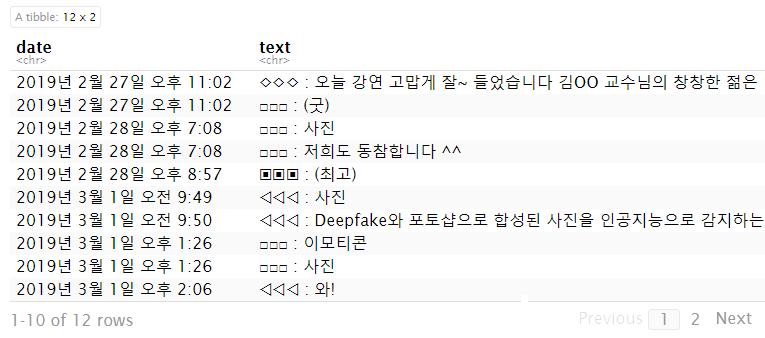 A tibble: 12 x 2
date text
<chr> <chr>
2019년 2월 27일 오후 11:02 ◇◇◇ : 오늘 강연 고맙게 잘~ 들었습니다 김OO 교수님의 창창한 젊은
2019년 2월 27일 오후 11:02 □□□ : (굿)
2019년 2월 28일 오후 7:08 □□□ : 사진
2019년 2월 28일 오후 7:08 □□□ : 저희도 동참합니다 ^^
2019년 2월 28일 오후 8:57 ▣▣▣ : (최고)
2019년 3월 1일 오전 9:49 ◁◁◁ : 사진
2019년 3월 1일 오전 9:50 ◁◁◁ : Deepfake와 포토샵으로 합성된 사진을 인공지능으로 감지하는
2019년 3월 1일 오후 1:26 □□□ : 이모티콘
2019년 3월 1일 오후 1:26 □□□ : 사진
2019년 3월 1일 오후 2:06 ◁◁◁ : 와!
1-10 of 12 rows Previous 1 2 Next